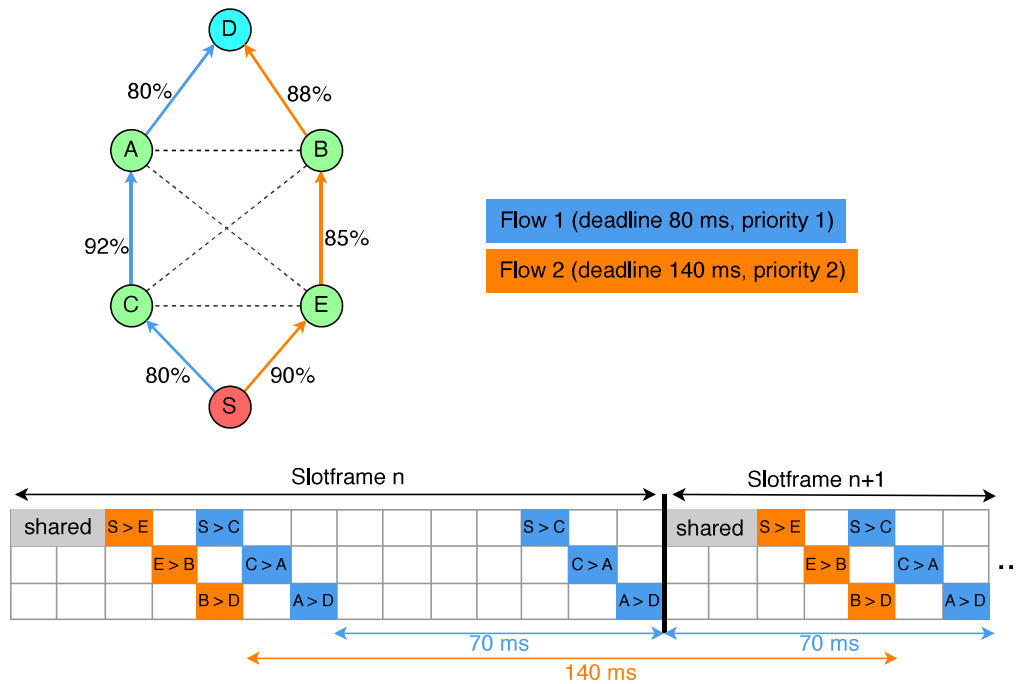 D
80%
88%
A
B
92%
85%
Flow 1 (deadline 80 ms, priority 1)
Flow 2 (deadline 140 ms, priority 2)
C
E
80%
90%
S
Slotframe n
Slotframe n+1
shared
S > E
S > C
S > C
shared
S > E
S > C
E > B
C > A
C > A
E > B
C > A
..
B > D
A > D
A > D
B > D
A > D
70 ms
70 ms
140 ms